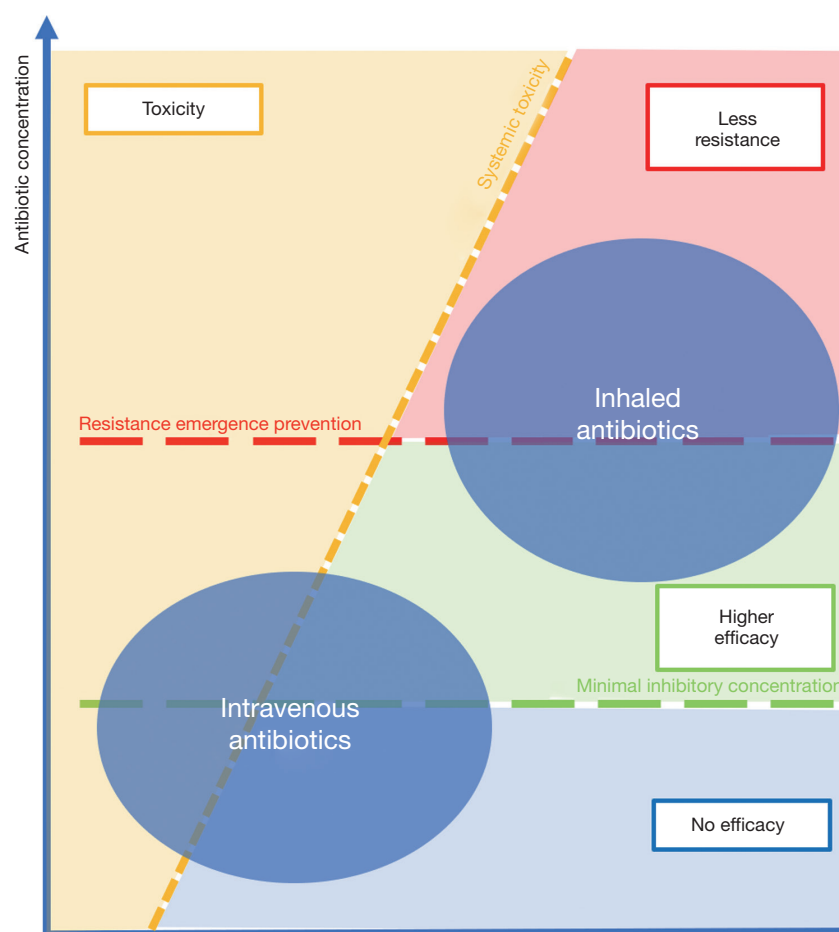 Antibiotic concentration
Toxicity
Systemic toxicity
Less
resistance
Resistance emergence prevention
Inhaled
antibiotics
Higher
efficacy
Minimal inhibitory concentration
Intravenous
antibiotics
No efficacy